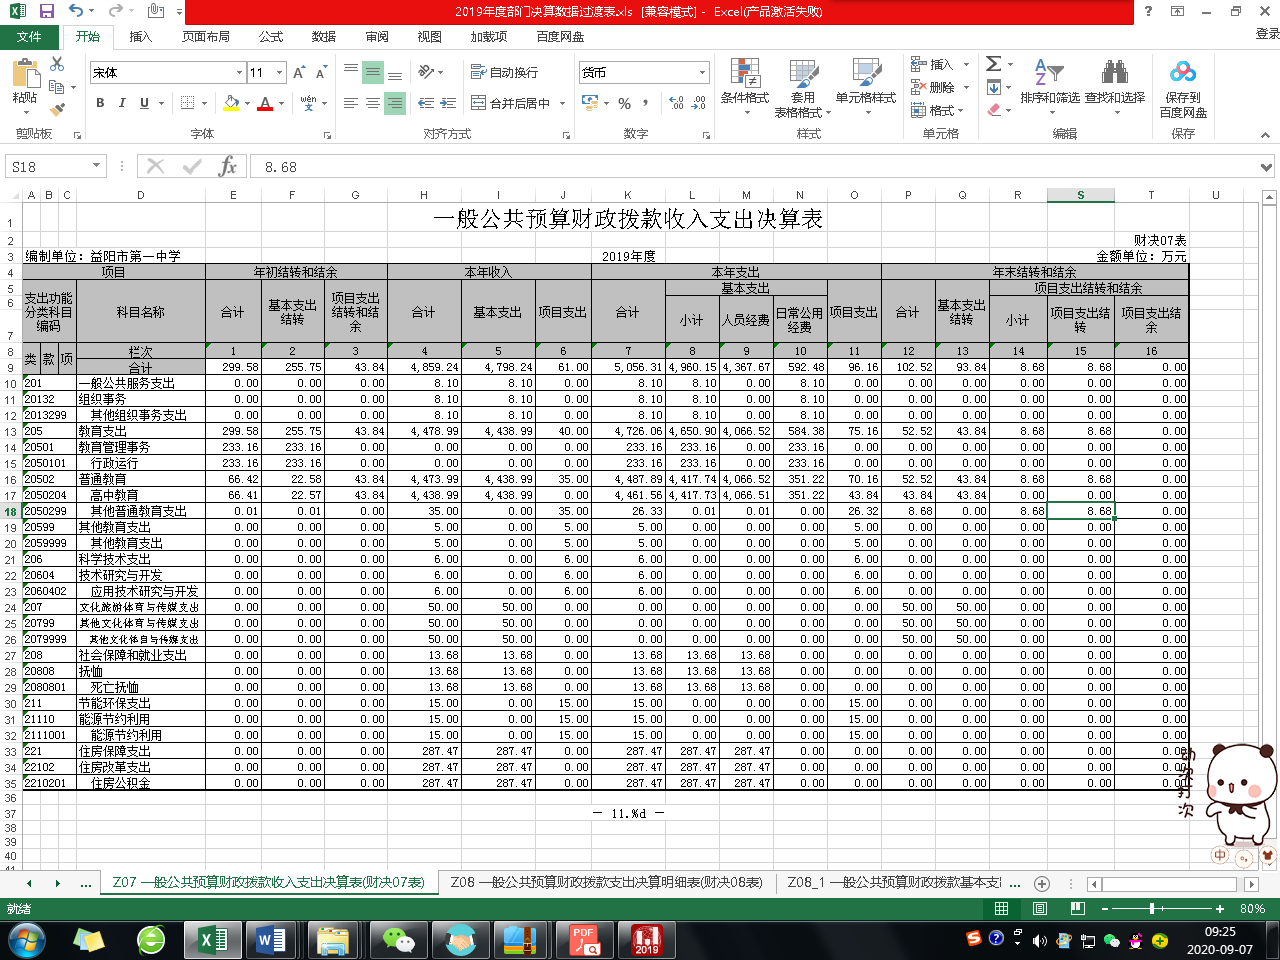 2019年度部门决算数据过渡表.xls [兼容模式] - Excel(产品激活失败)
文件 开始 插入 页面布局 公式 数据 审阅 视图 加载项 百度网盘 登录
粘贴 宋体 11 自动换行 货币 条件格式 套用 单元格样式 插入 排序和筛选 查找和选择 保存到
B I U 合并后居中 % 表格格式 删除 格式 百度网盘
剪贴板 字体 对齐方式 数字 样式 单元格 编辑 保存
S18 fx 8.68
A B C D E F G H I J K L M N O P Q R S T U
1 一般公共预算财政拨款收入支出决算表
2 财决07表
3 编制单位：益阳市第一中学 2019年度 金额单位：万元
4 项目 年初结转和结余 本年收入 本年支出 年末结转和结余
5 支出功能分类科目编码 科目名称 合计 基本支出结转 项目支出结转和结余 合计 基本支出 项目支出 合计 基本支出 项目支出 合计 基本支出结转 项目支出结转和结余
6 小计 人员经费 日常公用经费 小计 项目支出结转 项目支出结余
7
8 类 款 项 栏次 1 2 3 4 5 6 7 8 9 10 11 12 13 14 15 16
9 合计 299.58 255.75 43.84 4,859.24 4,798.24 61.00 5,056.31 4,960.15 4,367.67 592.48 96.16 102.52 93.84 8.68 8.68 0.00
10 201 一般公共服务支出 0.00 0.00 0.00 8.10 8.10 0.00 8.10 8.10 0.00 8.10 0.00 0.00 0.00 0.00 0.00 0.00
11 20132 组织事务 0.00 0.00 0.00 8.10 8.10 0.00 8.10 8.10 0.00 8.10 0.00 0.00 0.00 0.00 0.00 0.00
12 2013299 其他组织事务支出 0.00 0.00 0.00 8.10 8.10 0.00 8.10 8.10 0.00 8.10 0.00 0.00 0.00 0.00 0.00 0.00
13 205 教育支出 299.58 255.75 43.84 4,478.99 4,438.99 40.00 4,726.06 4,650.90 4,066.52 584.38 75.16 52.52 43.84 8.68 8.68 0.00
14 20501 教育管理事务 233.16 233.16 0.00 0.00 0.00 0.00 233.16 233.16 0.00 233.16 0.00 0.00 0.00 0.00 0.00 0.00
15 2050101 行政运行 233.16 233.16 0.00 0.00 0.00 0.00 233.16 233.16 0.00 233.16 0.00 0.00 0.00 0.00 0.00 0.00
16 20502 普通教育 66.42 22.58 43.84 4,473.99 4,438.99 35.00 4,487.89 4,417.74 4,066.52 351.22 70.16 52.52 43.84 8.68 8.68 0.00
17 2050204 高中教育 66.41 22.57 43.84 4,438.99 4,438.99 0.00 4,461.56 4,417.73 4,066.51 351.22 43.84 43.84 43.84 0.00 0.00 0.00
18 2050299 其他普通教育支出 0.01 0.01 0.00 35.00 0.00 35.00 26.33 0.01 0.01 0.00 26.32 8.68 0.00 8.68 8.68 0.00
19 20599 其他教育支出 0.00 0.00 0.00 5.00 0.00 5.00 5.00 0.00 0.00 0.00 5.00 0.00 0.00 0.00 0.00 0.00
20 2059999 其他教育支出 0.00 0.00 0.00 5.00 0.00 5.00 5.00 0.00 0.00 0.00 5.00 0.00 0.00 0.00 0.00 0.00
21 206 科学技术支出 0.00 0.00 0.00 6.00 0.00 6.00 6.00 0.00 0.00 0.00 6.00 0.00 0.00 0.00 0.00 0.00
22 20604 技术研究与开发 0.00 0.00 0.00 6.00 0.00 6.00 6.00 0.00 0.00 0.00 6.00 0.00 0.00 0.00 0.00 0.00
23 2060402 应用技术研究与开发 0.00 0.00 0.00 6.00 0.00 6.00 6.00 0.00 0.00 0.00 6.00 0.00 0.00 0.00 0.00 0.00
24 207 文化旅游体育与传媒支出 0.00 0.00 0.00 50.00 50.00 0.00 0.00 0.00 0.00 0.00 0.00 50.00 50.00 0.00 0.00 0.00
25 20799 其他文化体育与传媒支出 0.00 0.00 0.00 50.00 50.00 0.00 0.00 0.00 0.00 0.00 0.00 50.00 50.00 0.00 0.00 0.00
26 2079999 其他文化体育与传媒支出 0.00 0.00 0.00 50.00 50.00 0.00 0.00 0.00 0.00 0.00 0.00 50.00 50.00 0.00 0.00 0.00
27 208 社会保障和就业支出 0.00 0.00 0.00 13.68 13.68 0.00 13.68 13.68 13.68 0.00 0.00 0.00 0.00 0.00 0.00 0.00
28 20808 抚恤 0.00 0.00 0.00 13.68 13.68 0.00 13.68 13.68 13.68 0.00 0.00 0.00 0.00 0.00 0.00 0.00
29 2080801 死亡抚恤 0.00 0.00 0.00 13.68 13.68 0.00 13.68 13.68 13.68 0.00 0.00 0.00 0.00 0.00 0.00 0.00
30 211 节能环保支出 0.00 0.00 0.00 15.00 0.00 15.00 15.00 0.00 0.00 0.00 15.00 0.00 0.00 0.00 0.00 0.00
31 21110 能源节约利用 0.00 0.00 0.00 15.00 0.00 15.00 15.00 0.00 0.00 0.00 15.00 0.00 0.00 0.00 0.00 0.00
32 2111001 能源节约利用 0.00 0.00 0.00 15.00 0.00 15.00 15.00 0.00 0.00 0.00 15.00 0.00 0.00 0.00 0.00 0.00
33 221 住房保障支出 0.00 0.00 0.00 287.47 287.47 0.00 287.47 287.47 287.47 0.00 0.00 0.00 0.00 0.00 0.00 0.00
34 22102 住房改革支出 0.00 0.00 0.00 287.47 287.47 0.00 287.47 287.47 287.47 0.00 0.00 0.00 0.00 0.00 0.00 0.00
35 2210201 住房公积金 0.00 0.00 0.00 287.47 287.47 0.00 287.47 287.47 287.47 0.00 0.00 0.00 0.00 0.00 0.00 0.00
36
37 — 11.%d —
38
39
40
... Z07 一般公共预算财政拨款收入支出决算表(财决07表) Z08 一般公共预算财政拨款支出决算明细表(财决08表) Z08_1 一般公共预算财政拨款基本支 ...
就绪 80%
中
PDF 2019
09:25
2020-09-07